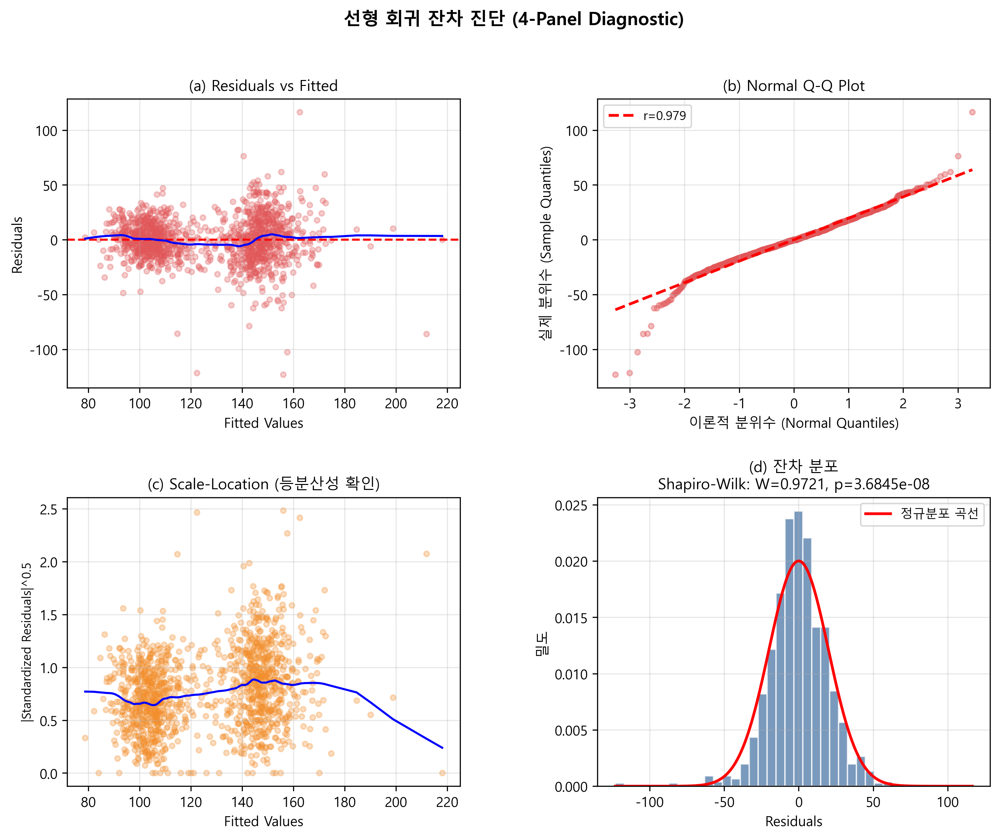 선형 회귀 잔차 진단 (4-Panel Diagnostic)
(a) Residuals vs Fitted
Residuals
100
50
0
-50
-100
80 100 120 140 160 180 200 220
Fitted Values
(b) Normal Q-Q Plot
r=0.979
실제 분위수 (Sample Quantiles)
100
50
0
-50
-100
-3 -2 -1 0 1 2 3
이론적 분위수 (Normal Quantiles)
(c) Scale-Location (등분산성 확인)
|Standardized Residuals|^0.5
2.5
2.0
1.5
1.0
0.5
0.0
80 100 120 140 160 180 200 220
Fitted Values
(d) 잔차 분포
Shapiro-Wilk: W=0.9721, p=3.6845e-08
정규분포 곡선
밀도
0.025
0.020
0.015
0.010
0.005
0.000
-100 -50 0 50 100
Residuals